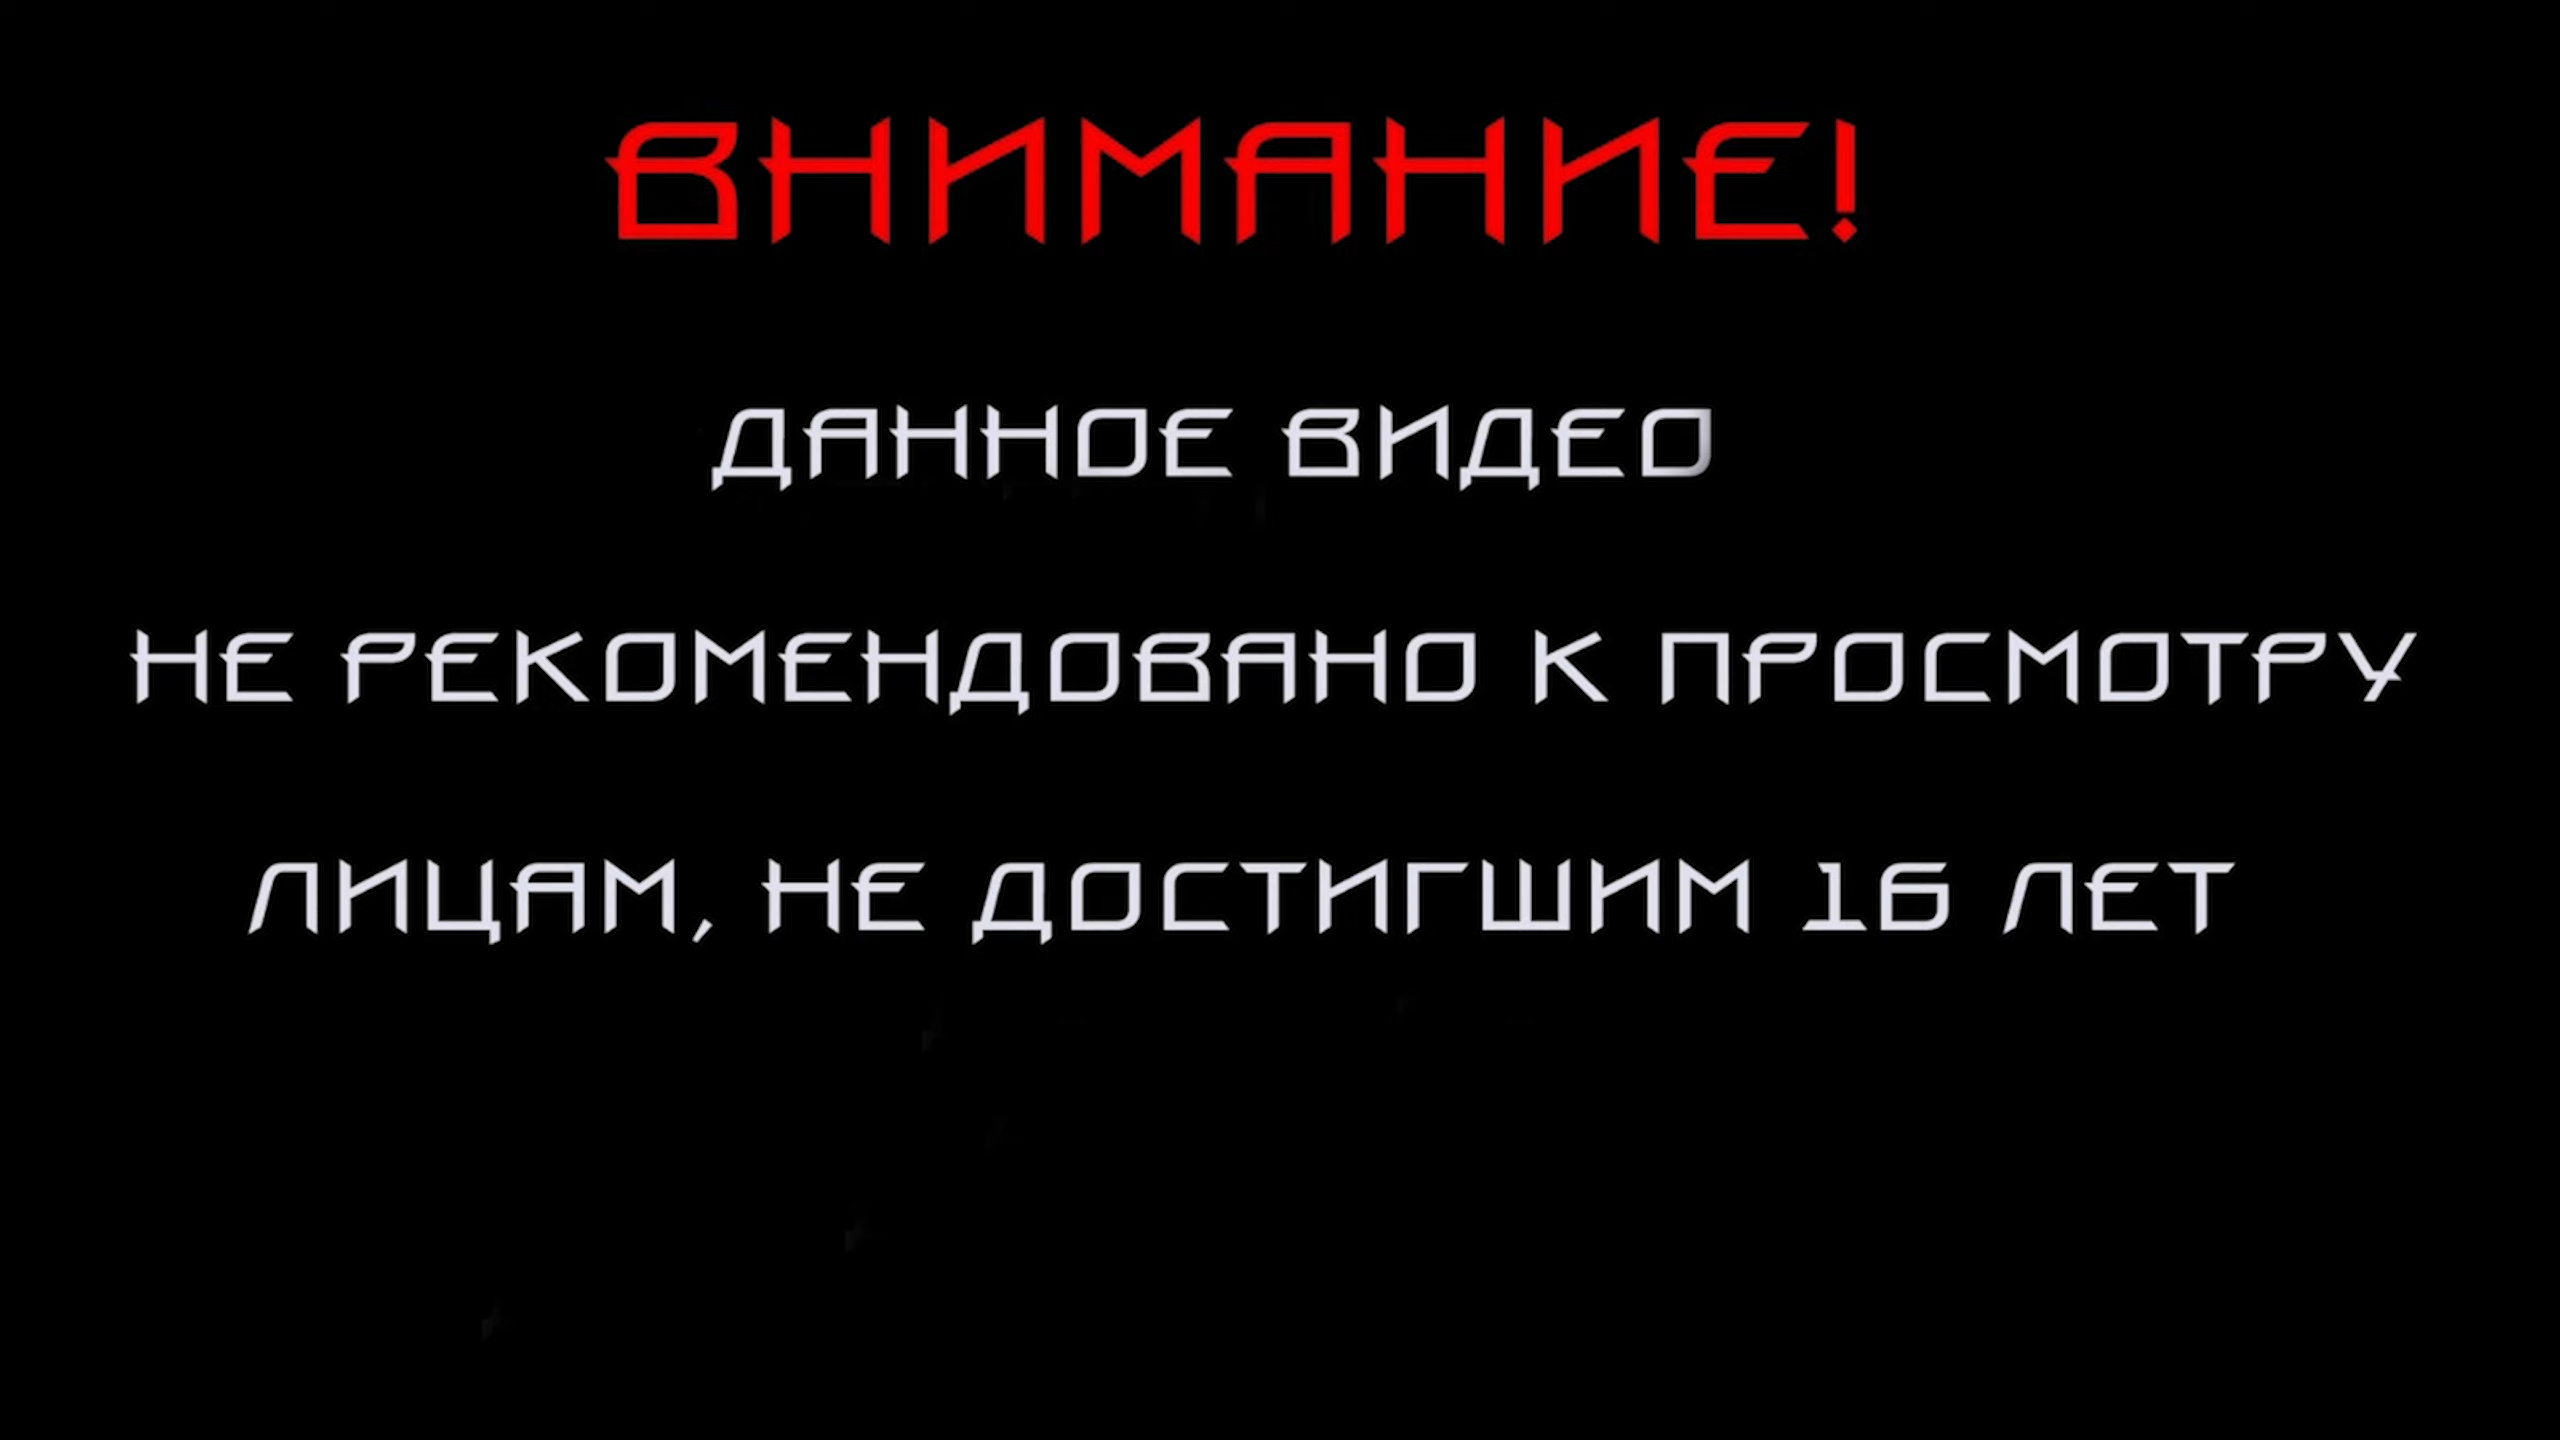 ВНИМАНИЕ!
ДАННОЕ ВИДЕО
НЕ РЕКОМЕНДОВАНО К ПРОСМОТРУ
ЛИЦАМ, НЕ ДОСТИГШИМ 16 ЛЕТ